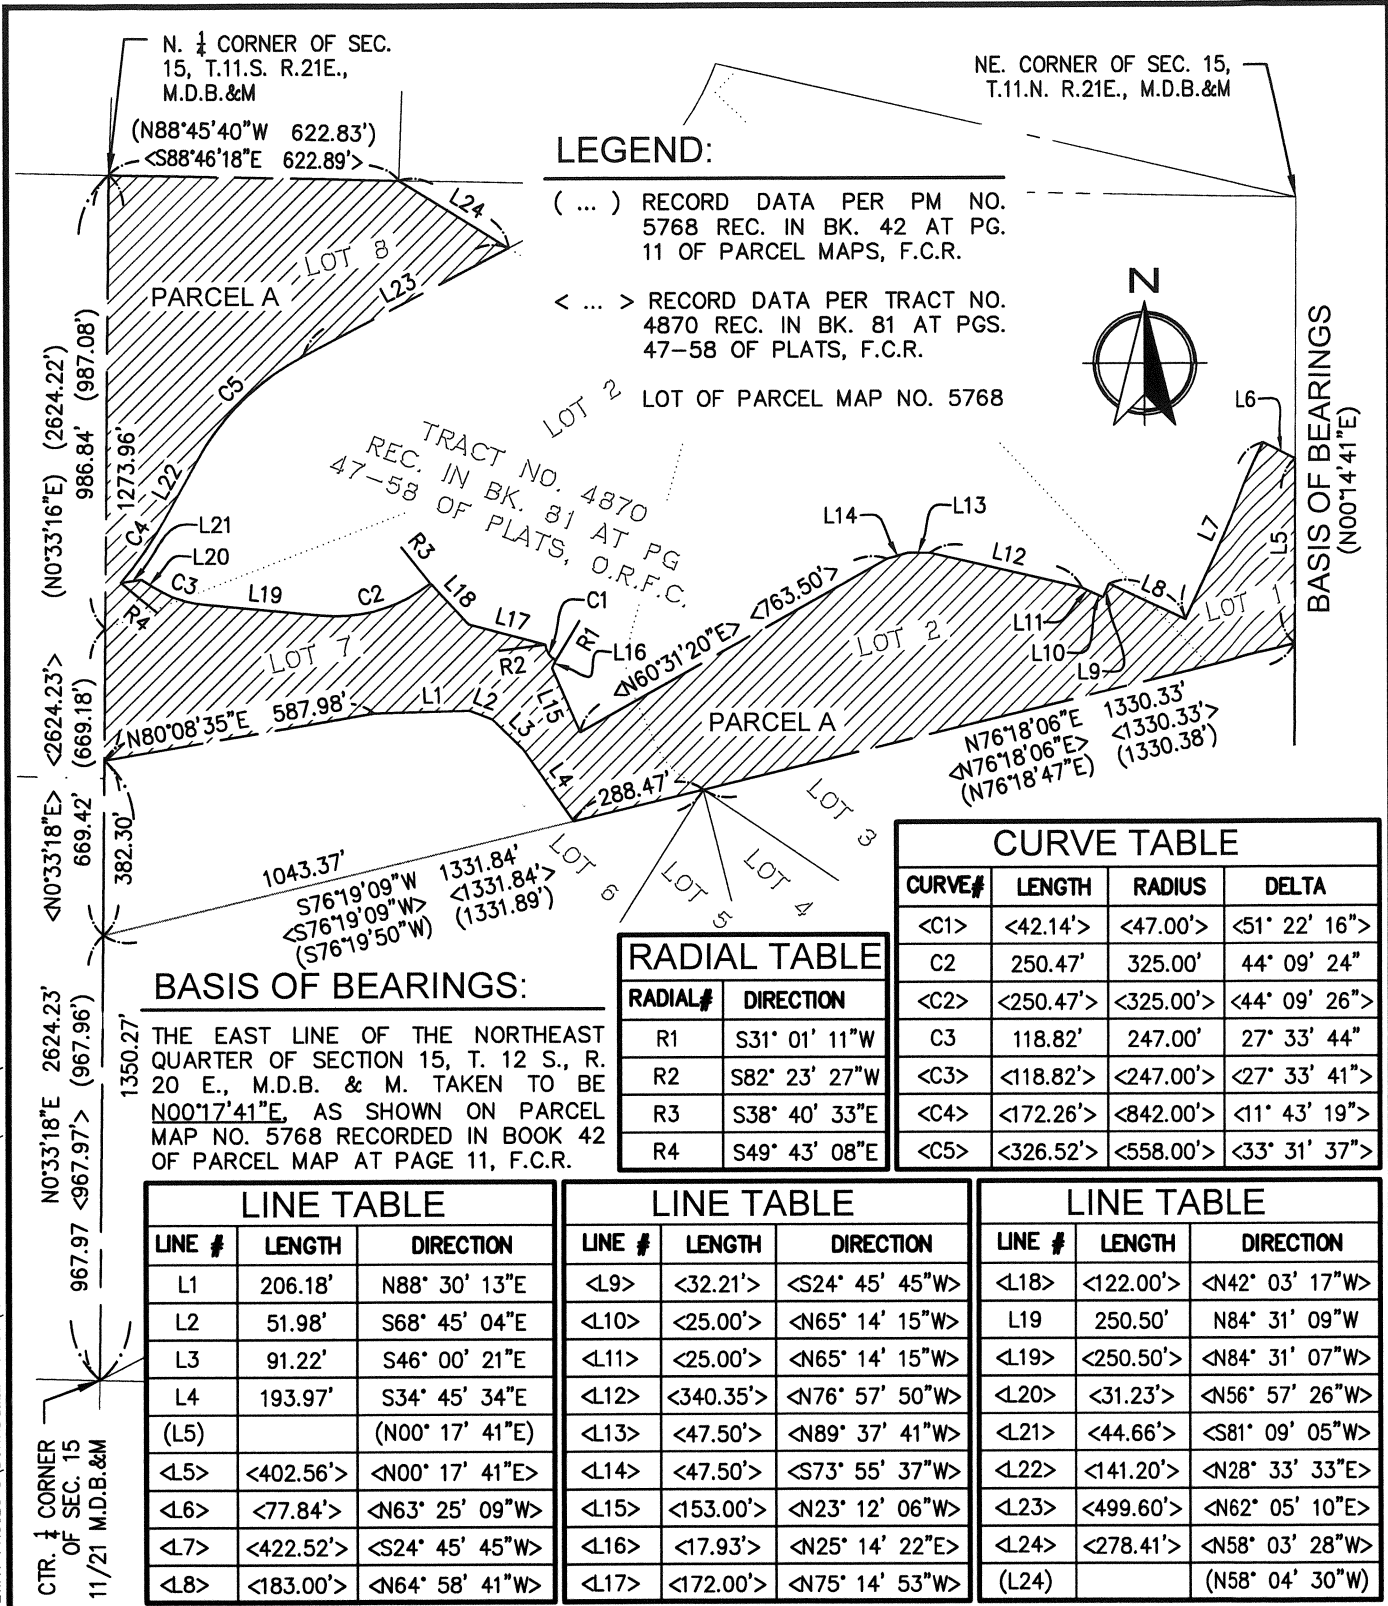 N. 1/4 CORNER OF SEC.
15, T.11.S. R.21E.,
M.D.B.&M
(N88°45'40"W 622.83')
<S88°46'18"E 622.89'>
NE. CORNER OF SEC. 15,
T.11.N. R.21E., M.D.B.&M
LEGEND:
( ... ) RECORD DATA PER PM NO.
5768 REC. IN BK. 42 AT PG.
11 OF PARCEL MAPS, F.C.R.
< ... > RECORD DATA PER TRACT NO.
4870 REC. IN BK. 81 AT PGS.
47-58 OF PLATS, F.C.R.
LOT 2 LOT OF PARCEL MAP NO. 5768
N
L24
LOT 8
PARCEL A
L23
C5
L22
C4
L21
L20
C3
R4
L19
C2
R3
L18
L17
C1
R1
R2
L16
L15
LOT 7
TRACT NO. 4870
REC. IN BK. 81 AT PG
47-58 OF PLATS, O.R.F.C.
<N60°31'20"E> <763.50'>
L14
L13
L12
L11
L10
L9
L8
L7
L6
L5
LOT 1
LOT 2
PARCEL A
BASIS OF BEARINGS
(N00°14'41"E)
(N0°33'16"E) (2624.22')
986.84' (987.08')
1273.96'
<2624.23'>
(669.18')
N80°08'35"E 587.98'
L1
L2
L3
L4
288.47'
N76°18'06"E 1330.33'
<N76°18'06"E> <1330.33'>
(N76°18'47"E) (1330.38')
LOT 3
LOT 4
LOT 5
LOT 6
<N0°33'18"E>
669.42'
382.30'
1043.37'
S76°19'09"W 1331.84'
<S76°19'09"W> <1331.84'>
(S76°19'50"W) (1331.89')
N0°33'18"E 2624.23'
967.97 <967.97'> (967.96')
1350.27'
CTR. 1/4 CORNER
OF SEC. 15
11/21 M.D.B.&M
BASIS OF BEARINGS:
THE EAST LINE OF THE NORTHEAST
QUARTER OF SECTION 15, T. 12 S., R.
20 E., M.D.B. & M. TAKEN TO BE
N00°17'41"E, AS SHOWN ON PARCEL
MAP NO. 5768 RECORDED IN BOOK 42
OF PARCEL MAP AT PAGE 11, F.C.R.
RADIAL TABLE
RADIAL# DIRECTION
R1 S31° 01' 11"W
R2 S82° 23' 27"W
R3 S38° 40' 33"E
R4 S49° 43' 08"E
CURVE TABLE
CURVE# LENGTH RADIUS DELTA
<C1> <42.14'> <47.00'> <51° 22' 16">
C2 250.47' 325.00' 44° 09' 24"
<C2> <250.47'> <325.00'> <44° 09' 26">
C3 118.82' 247.00' 27° 33' 44"
<C3> <118.82'> <247.00'> <27° 33' 41">
<C4> <172.26'> <842.00'> <11° 43' 19">
<C5> <326.52'> <558.00'> <33° 31' 37">
LINE TABLE
LINE # LENGTH DIRECTION
L1 206.18' N88° 30' 13"E
L2 51.98' S68° 45' 04"E
L3 91.22' S46° 00' 21"E
L4 193.97' S34° 45' 34"E
(L5) (N00° 17' 41"E)
<L5> <402.56'> <N00° 17' 41"E>
<L6> <77.84'> <N63° 25' 09"W>
<L7> <422.52'> <S24° 45' 45"W>
<L8> <183.00'> <N64° 58' 41"W>
LINE TABLE
LINE # LENGTH DIRECTION
<L9> <32.21'> <S24° 45' 45"W>
<L10> <25.00'> <N65° 14' 15"W>
<L11> <25.00'> <N65° 14' 15"W>
<L12> <340.35'> <N76° 57' 50"W>
<L13> <47.50'> <N89° 37' 41"W>
<L14> <47.50'> <S73° 55' 37"W>
<L15> <153.00'> <N23° 12' 06"W>
<L16> <17.93'> <N25° 14' 22"E>
<L17> <172.00'> <N75° 14' 53"W>
LINE TABLE
LINE # LENGTH DIRECTION
<L18> <122.00'> <N42° 03' 17"W>
L19 250.50' N84° 31' 09"W
<L19> <250.50'> <N84° 31' 07"W>
<L20> <31.23'> <N56° 57' 26"W>
<L21> <44.66'> <S81° 09' 05"W>
<L22> <141.20'> <N28° 33' 33"E>
<L23> <499.60'> <N62° 05' 10"E>
<L24> <278.41'> <N58° 03' 28"W>
(L24) (N58° 04' 30"W)